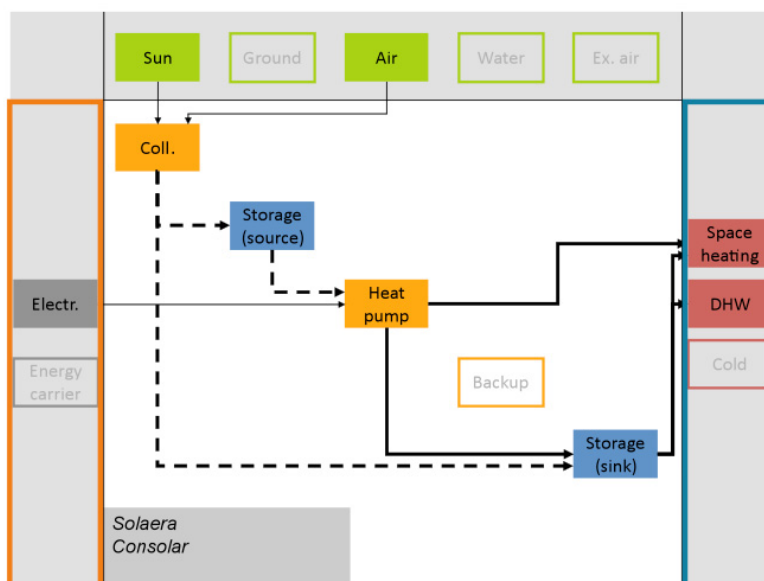 Sun
Ground
Air
Water
Ex. air
Coll.
Storage
(source)
Space
heating
Electr.
Heat
pump
DHW
Energy
carrier
Backup
Cold
Storage
(sink)
Solaera
Consolar